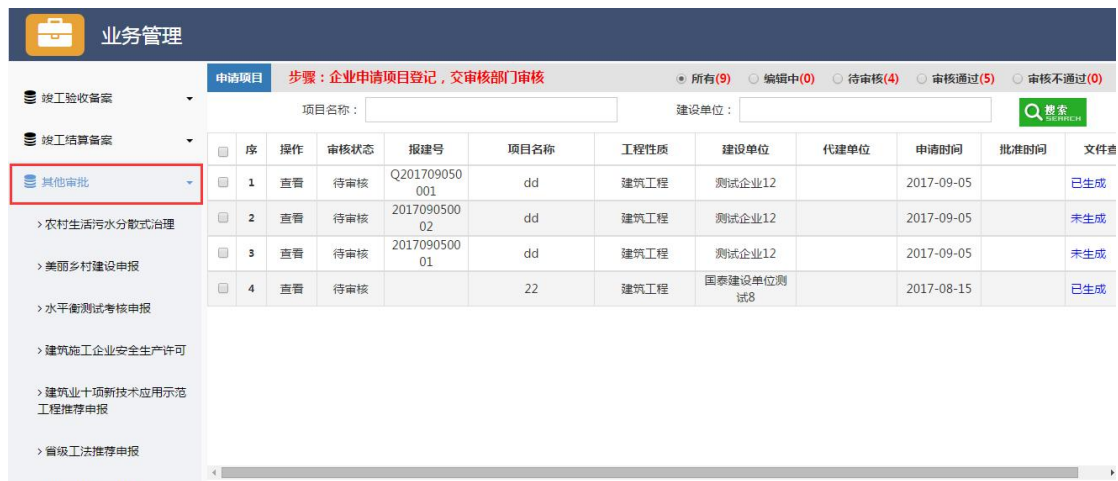 业务管理
竣工验收备案
竣工结算备案
其他审批
>农村生活污水分散式治理
>美丽乡村建设申报
>水平衡测试考核申报
>建筑施工企业安全生产许可
>建筑业十项新技术应用示范
工程推荐申报
>省级工法推荐申报
申请项目 步骤：企业申请项目登记，交审核部门审核 所有(9) 编辑中(0) 待审核(4) 审核通过(5) 审核不通过(0)
项目名称： 建设单位： 搜索 SEARCH
序 操作 审核状态 报建号 项目名称 工程性质 建设单位 代建单位 申请时间 批准时间 文件查
1 查看 待审核 Q201709050 dd 建筑工程 测试企业12 2017-09-05 已生成
001
2 查看 待审核 2017090500 dd 建筑工程 测试企业12 2017-09-05 未生成
02
3 查看 待审核 2017090500 dd 建筑工程 测试企业12 2017-09-05 未生成
01
4 查看 待审核 22 建筑工程 国泰建设单位测 2017-08-15 已生成
试8